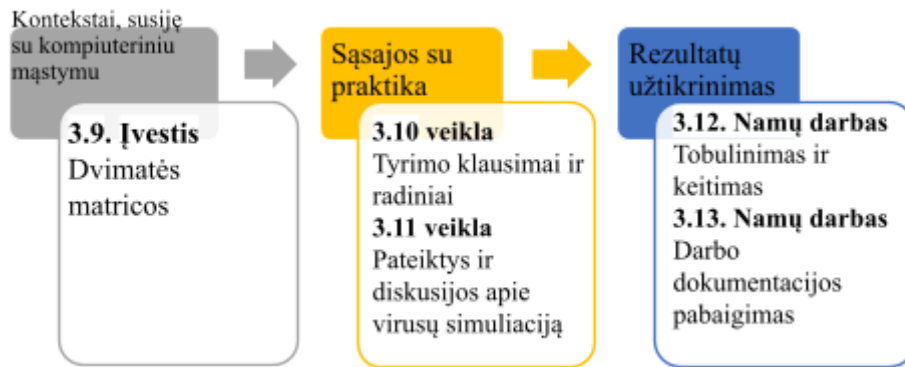 Kontekstai, susiję
su kompiuteriniu
mąstymu
3.9. Įvestis
Dvimatės
matricos
Sąsajos su
praktika
3.10 veikla
Tyrimo klausimai ir
radiniai
3.11 veikla
Pateiktys ir
diskusijos apie
virusų simuliaciją
Rezultatų
užtikrinimas
3.12. Namų darbas
Tobulinimas ir
keitimas
3.13. Namų darbas
Darbo
dokumentacijos
pabaigimas